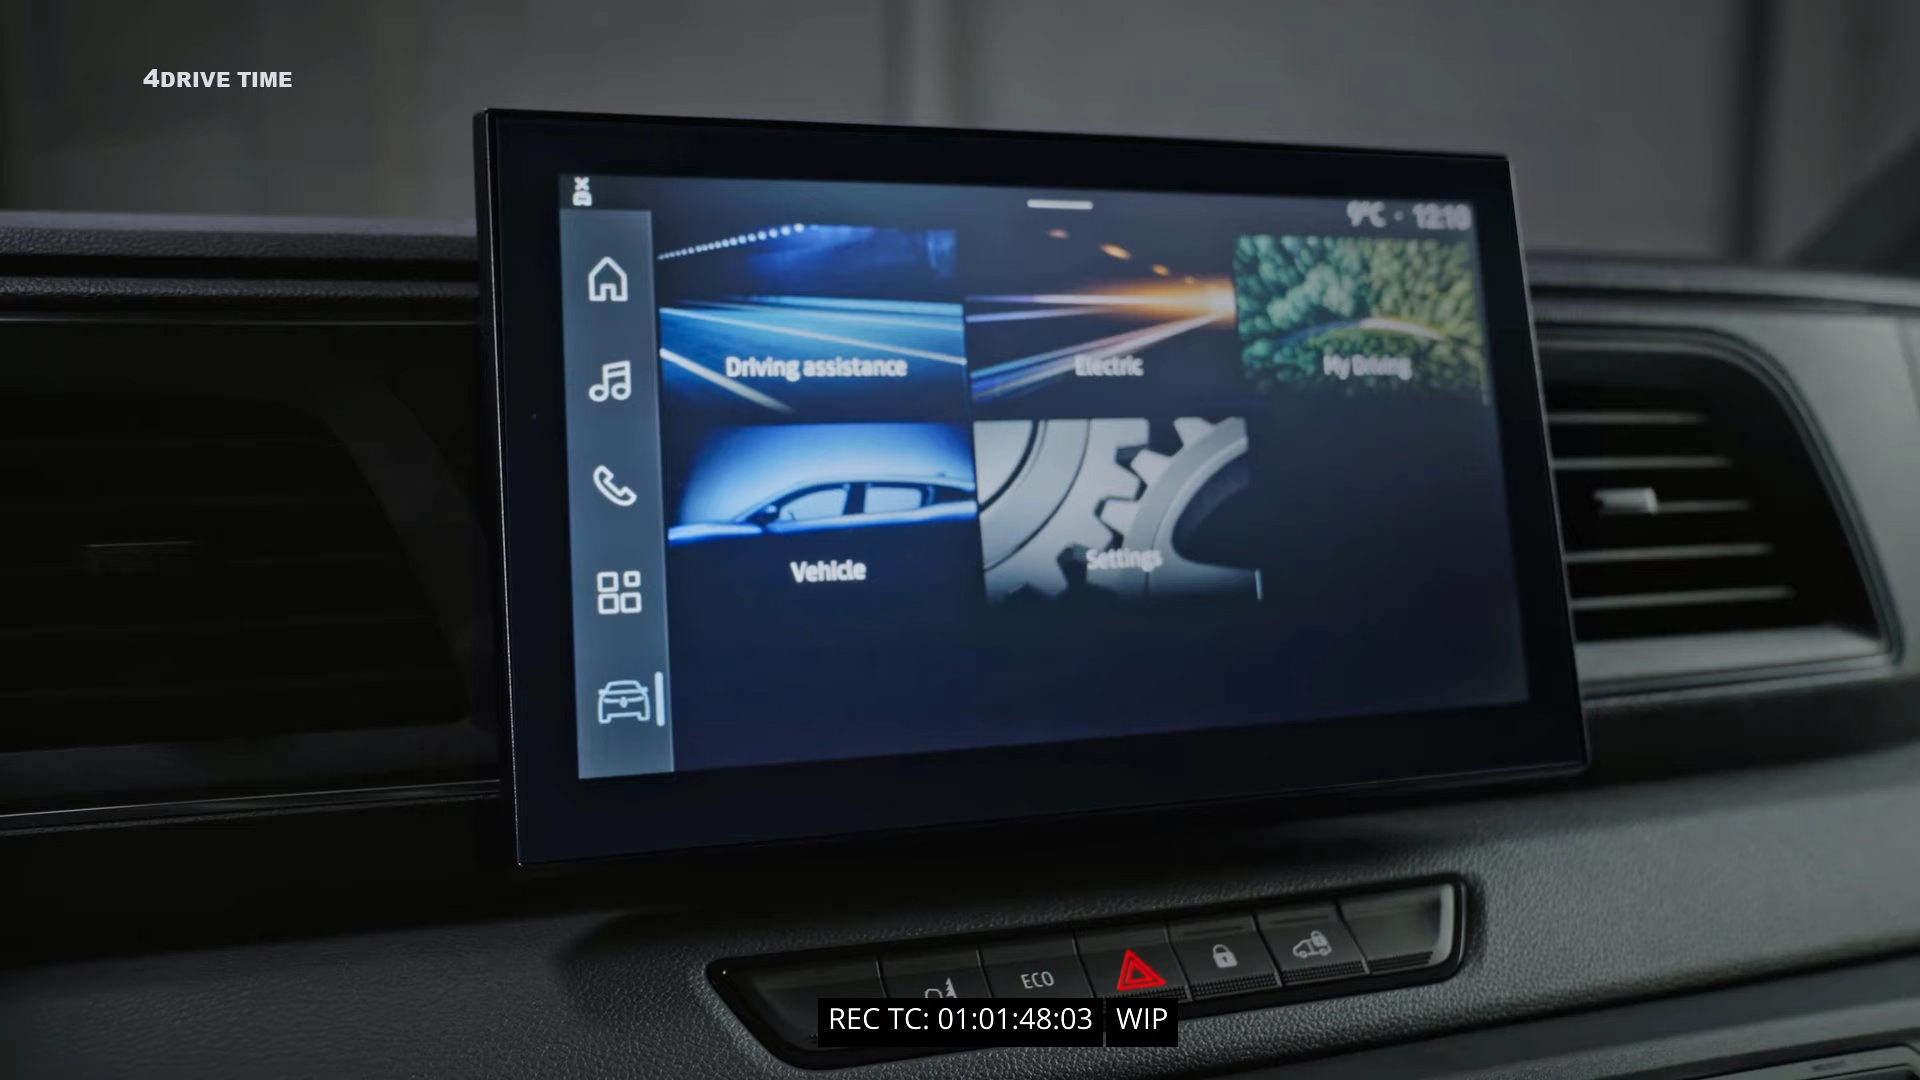 4DRIVE TIME
9°C · 12:10
Driving assistance
Electric
My Driving
Vehicle
Settings
ECO
REC TC: 01:01:48:03 WIP